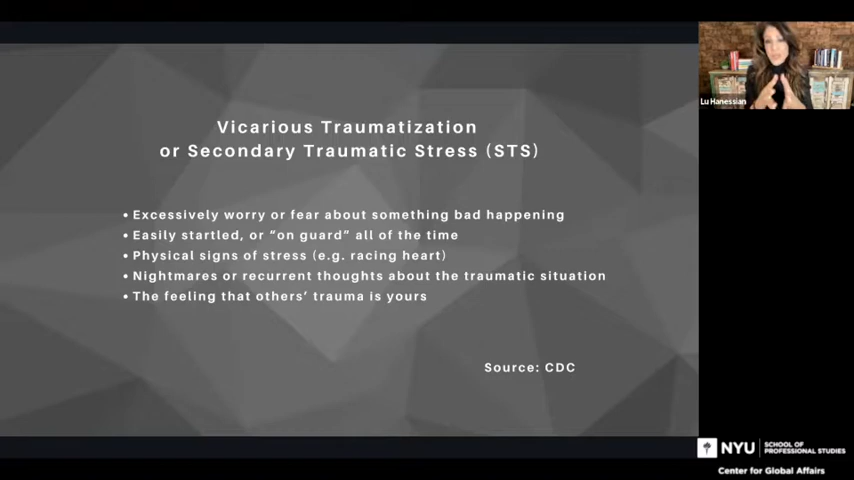 Vicarious Traumatization
or Secondary Traumatic Stress (STS)
• Excessively worry or fear about something bad happening
• Easily startled, or “on guard” all of the time
• Physical signs of stress (e.g. racing heart)
• Nightmares or recurrent thoughts about the traumatic situation
• The feeling that others’ trauma is yours
Source: CDC
Lu Hanessian
NYU
SCHOOL OF
PROFESSIONAL STUDIES
Center for Global Affairs